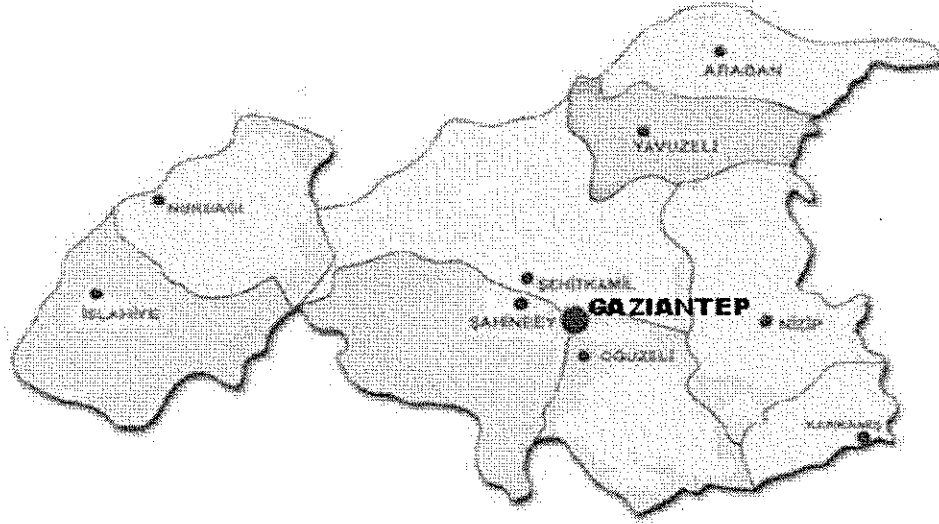 ARABAN
YAVUZELİ
NURDAĞI
İSLAHİYE
ŞEHİTKAMİL
GAZİANTEP
ŞAHİNBEY
NİZİP
OĞUZELİ
KARKAMIŞ